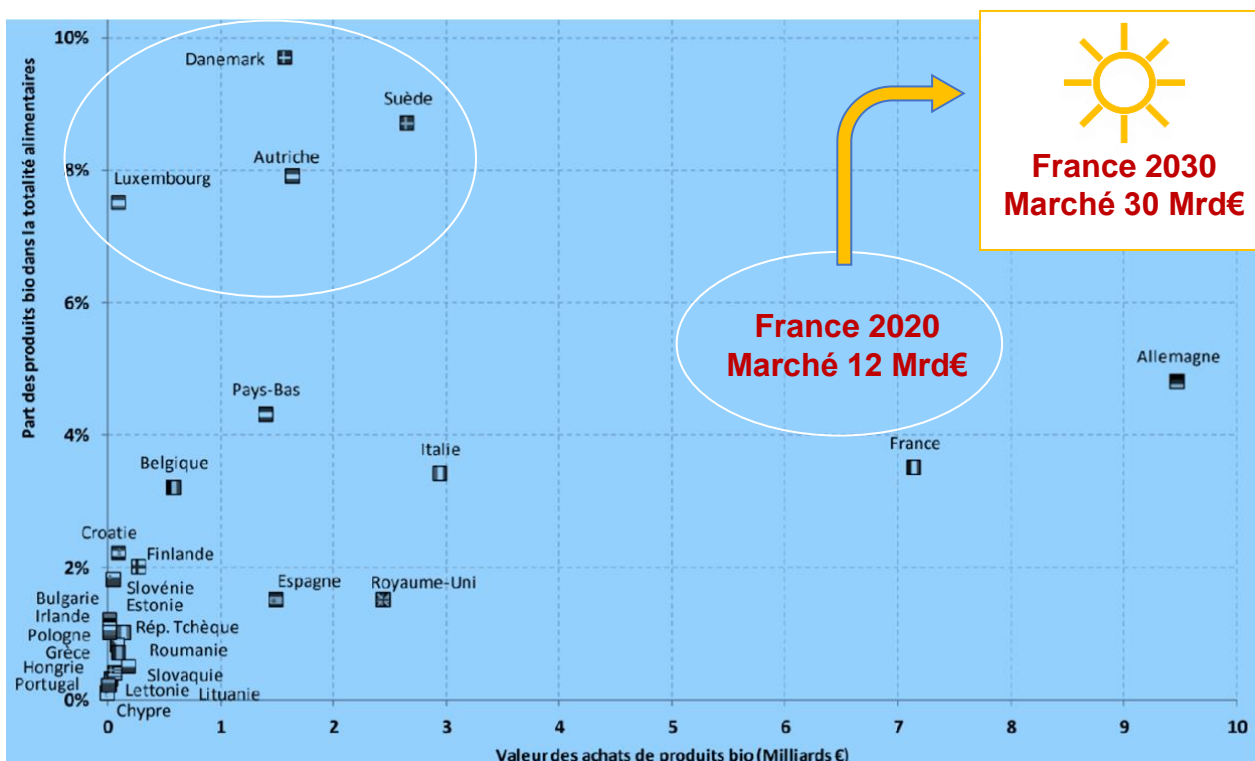 10%
Danemark
Suède
Autriche
8%
Luxembourg
France 2030
Marché 30 Mrd€
Part des produits bio dans la totalité alimentaires
6%
France 2020
Marché 12 Mrd€
Allemagne
Pays-Bas
4%
Italie
France
Belgique
Croatie
2%
Finlande
Slovénie
Espagne
Royaume-Uni
Bulgarie
Estonie
Irlande
Rép. Tchèque
Pologne
Grèce
Roumanie
Hongrie
Slovaquie
Portugal
0%
Lettonie
Lituanie
Chypre
0 1 2 3 4 5 6 7 8 9 10
Valeur des achats de produits bio (Milliards €)